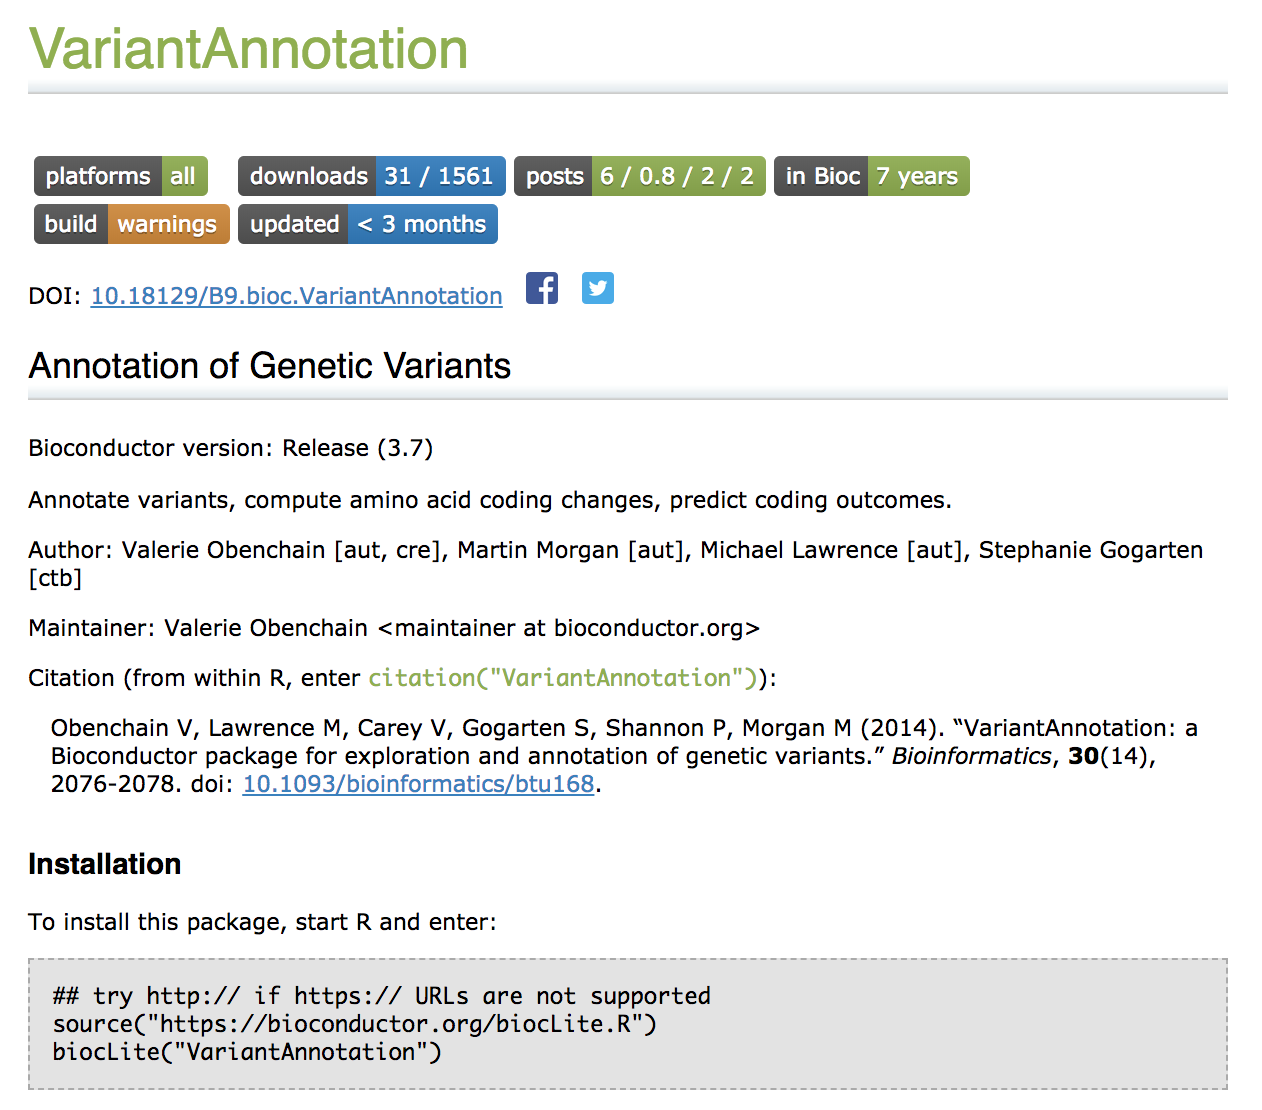 VariantAnnotation
platforms all downloads 31 / 1561 posts 6 / 0.8 / 2 / 2 in Bioc 7 years
build warnings updated < 3 months
DOI: 10.18129/B9.bioc.VariantAnnotation
Annotation of Genetic Variants
Bioconductor version: Release (3.7)
Annotate variants, compute amino acid coding changes, predict coding outcomes.
Author: Valerie Obenchain [aut, cre], Martin Morgan [aut], Michael Lawrence [aut], Stephanie Gogarten
[ctb]
Maintainer: Valerie Obenchain <maintainer at bioconductor.org>
Citation (from within R, enter citation("VariantAnnotation")):
Obenchain V, Lawrence M, Carey V, Gogarten S, Shannon P, Morgan M (2014). “VariantAnnotation: a
Bioconductor package for exploration and annotation of genetic variants.” Bioinformatics, 30(14),
2076-2078. doi: 10.1093/bioinformatics/btu168.
Installation
To install this package, start R and enter:
## try http:// if https:// URLs are not supported
source("https://bioconductor.org/biocLite.R")
biocLite("VariantAnnotation")